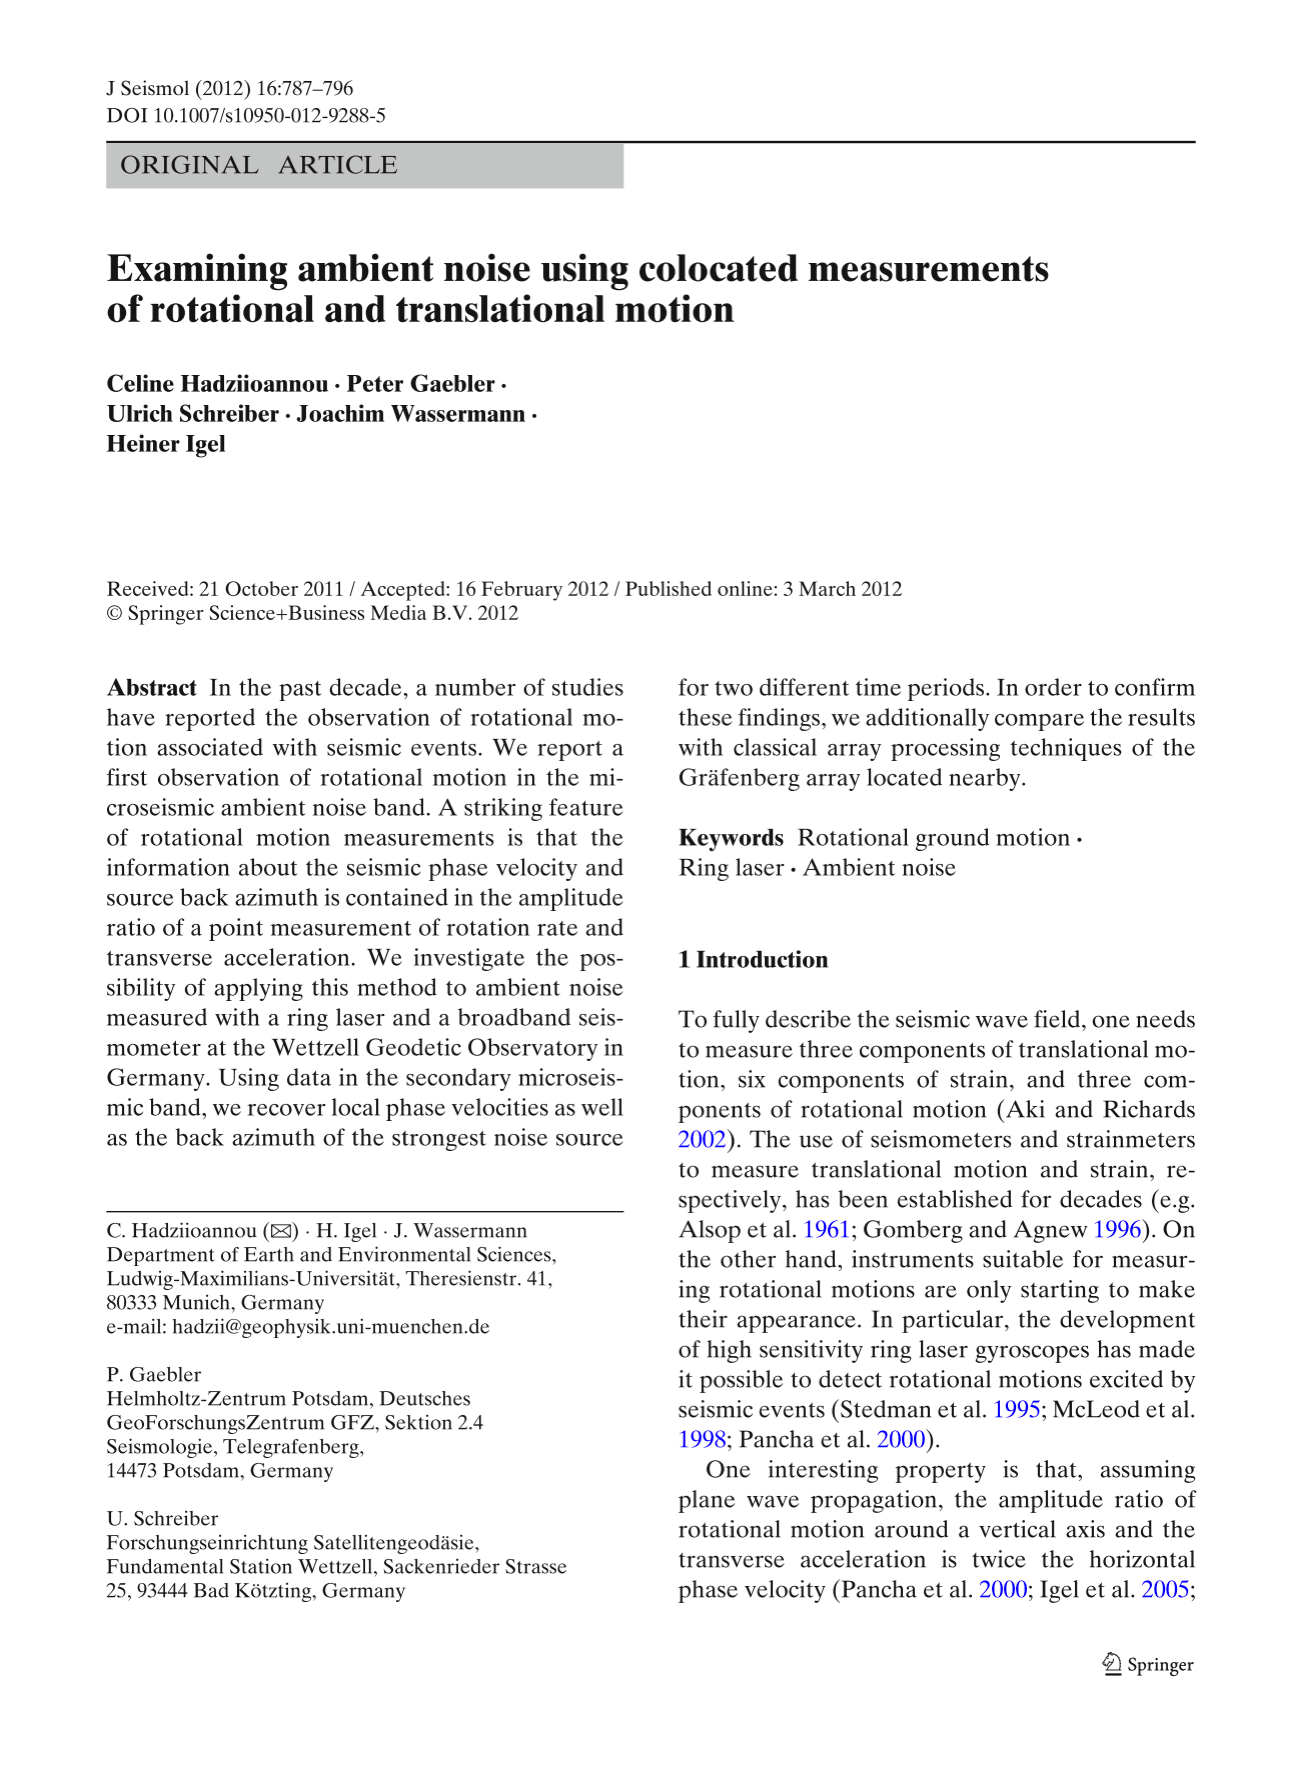 J Seismol (2012) 16:787–796
DOI 10.1007/s10950-012-9288-5
ORIGINAL ARTICLE
Examining ambient noise using colocated measurements
of rotational and translational motion
Celine Hadziioannou · Peter Gaebler ·
Ulrich Schreiber · Joachim Wassermann ·
Heiner Igel
Received: 21 October 2011 / Accepted: 16 February 2012 / Published online: 3 March 2012
© Springer Science+Business Media B.V. 2012
Abstract In the past decade, a number of studies
have reported the observation of rotational mo-
tion associated with seismic events. We report a
first observation of rotational motion in the mi-
croseismic ambient noise band. A striking feature
of rotational motion measurements is that the
information about the seismic phase velocity and
source back azimuth is contained in the amplitude
ratio of a point measurement of rotation rate and
transverse acceleration. We investigate the pos-
sibility of applying this method to ambient noise
measured with a ring laser and a broadband seis-
mometer at the Wettzell Geodetic Observatory in
Germany. Using data in the secondary microseis-
mic band, we recover local phase velocities as well
as the back azimuth of the strongest noise source
for two different time periods. In order to confirm
these findings, we additionally compare the results
with classical array processing techniques of the
Gräfenberg array located nearby.
Keywords Rotational ground motion ·
Ring laser · Ambient noise
1 Introduction
To fully describe the seismic wave field, one needs
to measure three components of translational mo-
tion, six components of strain, and three com-
ponents of rotational motion (Aki and Richards
2002). The use of seismometers and strainmeters
to measure translational motion and strain, re-
spectively, has been established for decades (e.g.
Alsop et al. 1961; Gomberg and Agnew 1996). On
the other hand, instruments suitable for measur-
ing rotational motions are only starting to make
their appearance. In particular, the development
of high sensitivity ring laser gyroscopes has made
it possible to detect rotational motions excited by
seismic events (Stedman et al. 1995; McLeod et al.
1998; Pancha et al. 2000).
One interesting property is that, assuming
plane wave propagation, the amplitude ratio of
rotational motion around a vertical axis and the
transverse acceleration is twice the horizontal
phase velocity (Pancha et al. 2000; Igel et al. 2005;
C. Hadziioannou (✉) · H. Igel · J. Wassermann
Department of Earth and Environmental Sciences,
Ludwig-Maximilians-Universität, Theresienstr. 41,
80333 Munich, Germany
e-mail: hadzii@geophysik.uni-muenchen.de
P. Gaebler
Helmholtz-Zentrum Potsdam, Deutsches
GeoForschungsZentrum GFZ, Sektion 2.4
Seismologie, Telegrafenberg,
14473 Potsdam, Germany
U. Schreiber
Forschungseinrichtung Satellitengeodäsie,
Fundamental Station Wettzell, Sackenrieder Strasse
25, 93444 Bad Kötzting, Germany
Springer